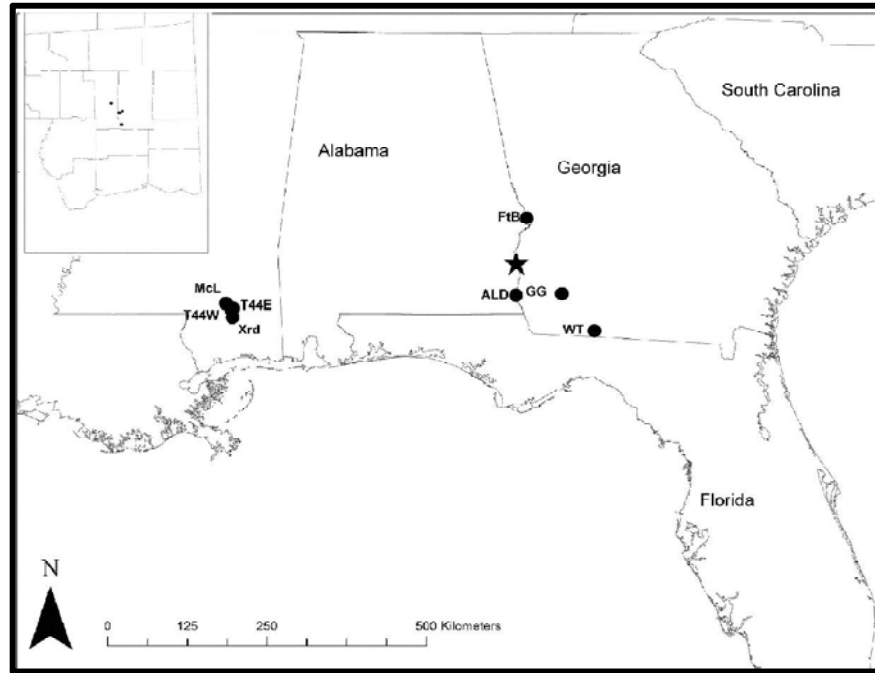 South Carolina
Alabama
Georgia
FtB
McL
T44E
ALD
GG
T44W
Xrd
WT
Florida
N
0 125 250 500 Kilometers